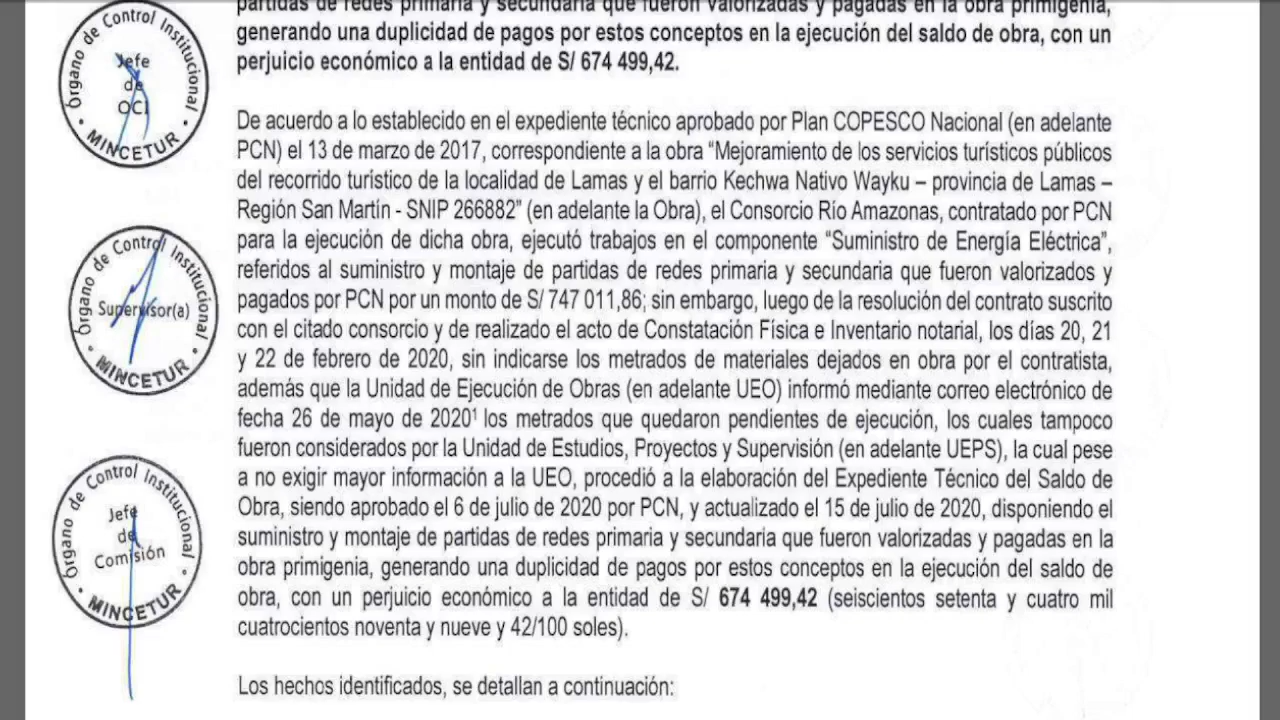 partidas de redes primaria y secundaria que fueron valorizadas y pagadas en la obra primigenia,
generando una duplicidad de pagos por estos conceptos en la ejecución del saldo de obra, con un
perjuicio económico a la entidad de S/ 674 499,42.
De acuerdo a lo establecido en el expediente técnico aprobado por Plan COPESCO Nacional (en adelante
PCN) el 13 de marzo de 2017, correspondiente a la obra “Mejoramiento de los servicios turísticos públicos
del recorrido turístico de la localidad de Lamas y el barrio Kechwa Nativo Wayku – provincia de Lamas –
Región San Martín - SNIP 266882” (en adelante la Obra), el Consorcio Río Amazonas, contratado por PCN
para la ejecución de dicha obra, ejecutó trabajos en el componente “Suministro de Energía Eléctrica”,
referidos al suministro y montaje de partidas de redes primaria y secundaria que fueron valorizados y
pagados por PCN por un monto de S/ 747 011,86; sin embargo, luego de la resolución del contrato suscrito
con el citado consorcio y de realizado el acto de Constatación Física e Inventario notarial, los días 20, 21
y 22 de febrero de 2020, sin indicarse los metrados de materiales dejados en obra por el contratista,
además que la Unidad de Ejecución de Obras (en adelante UEO) informó mediante correo electrónico de
fecha 26 de mayo de 2020¹ los metrados que quedaron pendientes de ejecución, los cuales tampoco
fueron considerados por la Unidad de Estudios, Proyectos y Supervisión (en adelante UEPS), la cual pese
a no exigir mayor información a la UEO, procedió a la elaboración del Expediente Técnico del Saldo de
Obra, siendo aprobado el 6 de julio de 2020 por PCN, y actualizado el 15 de julio de 2020, disponiendo el
suministro y montaje de partidas de redes primaria y secundaria que fueron valorizadas y pagadas en la
obra primigenia, generando una duplicidad de pagos por estos conceptos en la ejecución del saldo de
obra, con un perjuicio económico a la entidad de S/ 674 499,42 (seiscientos setenta y cuatro mil
cuatrocientos noventa y nueve y 42/100 soles).
Los hechos identificados, se detallan a continuación:
Órgano de Control Institucional
Jefe
de
OCI
MINCETUR
Órgano de Control Institucional
Supervisor(a)
MINCETUR
Órgano de Control Institucional
Jefe
de
Comisión
MINCETUR